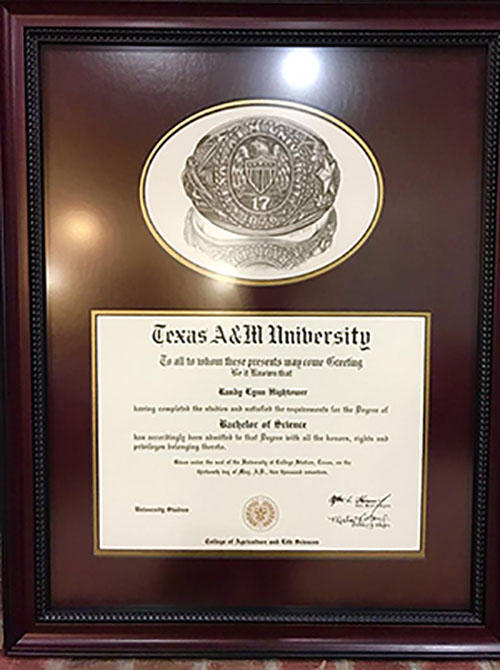 17
Texas A&M University
To all to whom these presents may come Greeting
Be it Known that
Randy Lynn Hightower
having completed the studies and satisfied the requirements for the Degree of
Bachelor of Science
has accordingly been admitted to that Degree with all the honors, rights and
privileges belonging thereto.
Given under the seal of the University at College Station, Texas, on the
thirteenth day of May, A.D., two thousand seventeen.
University Studies
College of Agriculture and Life Sciences